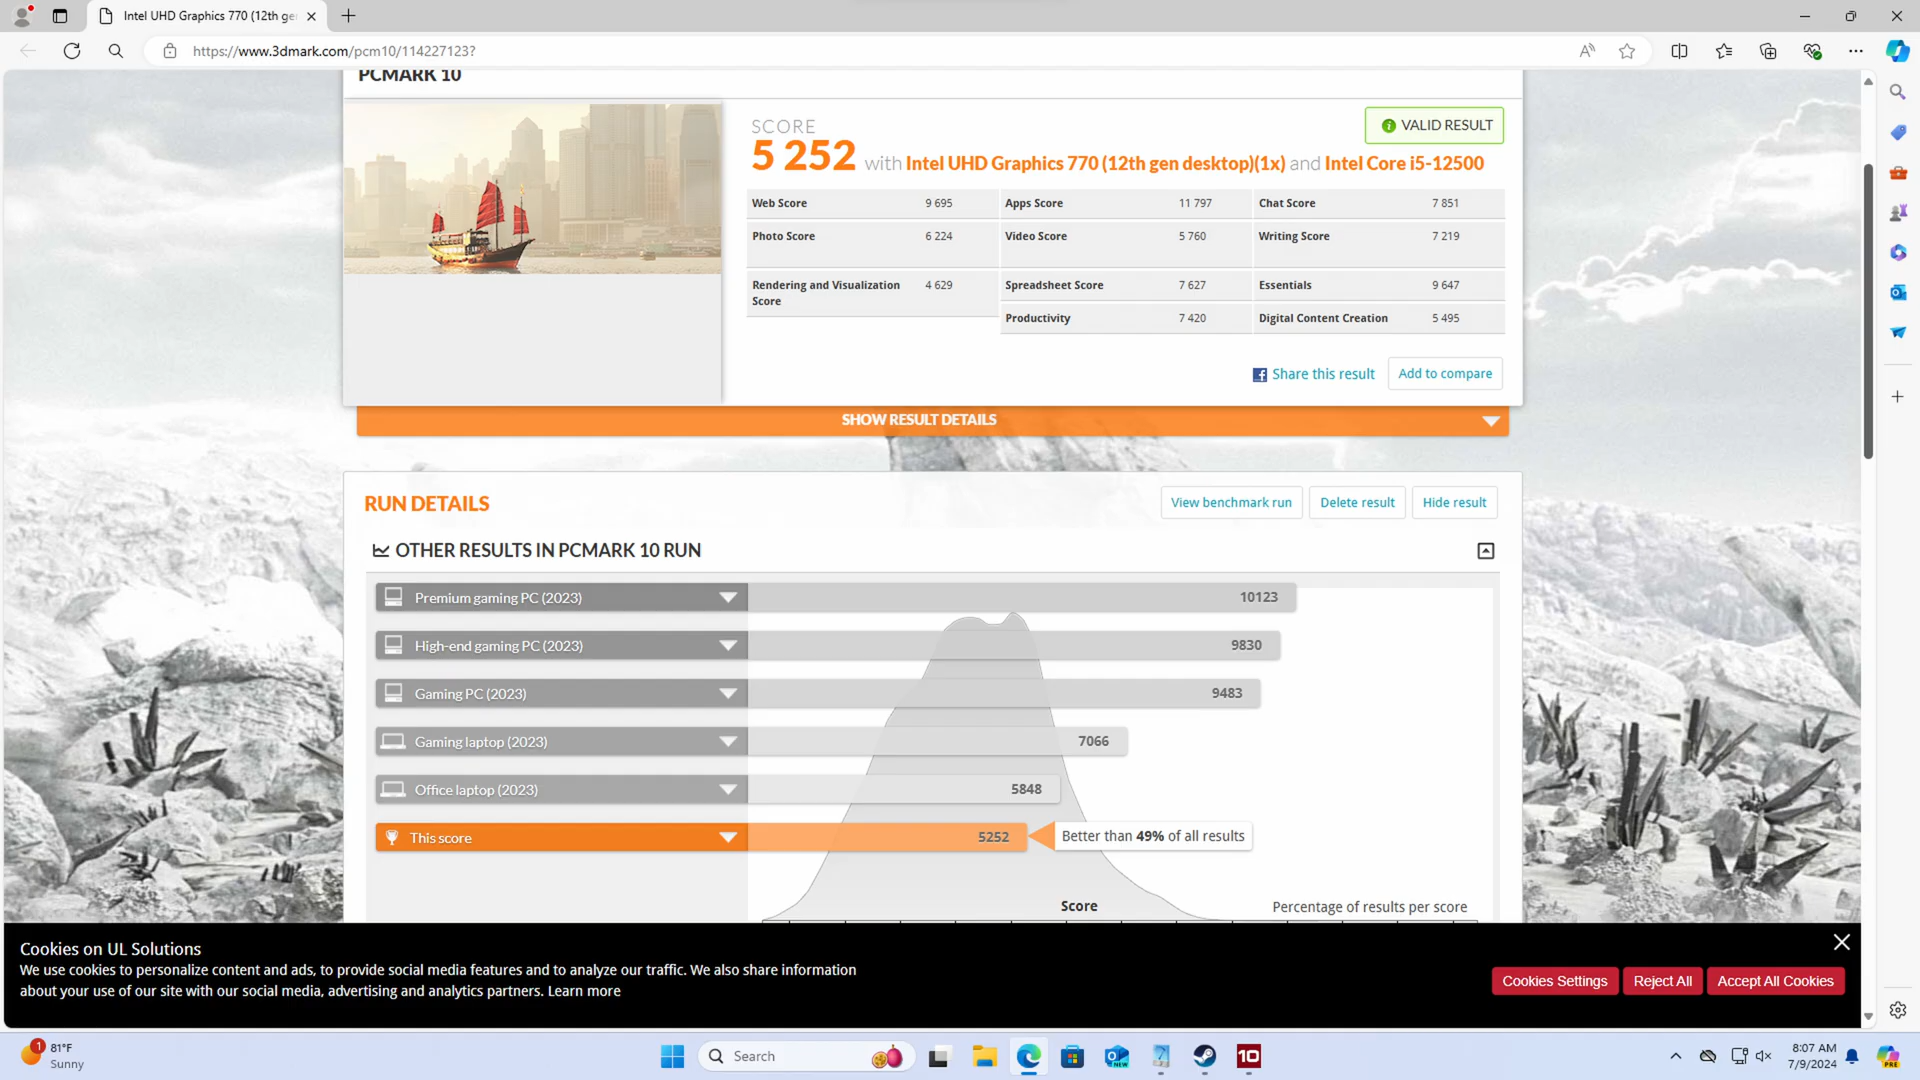 Intel UHD Graphics 770 (12th ge
https://www.3dmark.com/pcm10/114227123?
PCMARK 10
SCORE
VALID RESULT
5 252 with Intel UHD Graphics 770 (12th gen desktop)(1x) and Intel Core i5-12500
Web Score 9 695 Apps Score 11 797 Chat Score 7 851
Photo Score 6 224 Video Score 5 760 Writing Score 7 219
Rendering and Visualization Score 4 629 Spreadsheet Score 7 627 Essentials 9 647
Productivity 7 420 Digital Content Creation 5 495
Share this result Add to compare
SHOW RESULT DETAILS
RUN DETAILS View benchmark run Delete result Hide result
OTHER RESULTS IN PCMARK 10 RUN
Premium gaming PC (2023) 10123
High-end gaming PC (2023) 9830
Gaming PC (2023) 9483
Gaming laptop (2023) 7066
Office laptop (2023) 5848
This score 5252 Better than 49% of all results
Score Percentage of results per score
Cookies on UL Solutions
We use cookies to personalize content and ads, to provide social media features and to analyze our traffic. We also share information
about your use of our site with our social media, advertising and analytics partners. Learn more
Cookies Settings Reject All Accept All Cookies
1
81°F
Sunny
Search
NEW
10
8:07 AM
7/9/2024
PRE